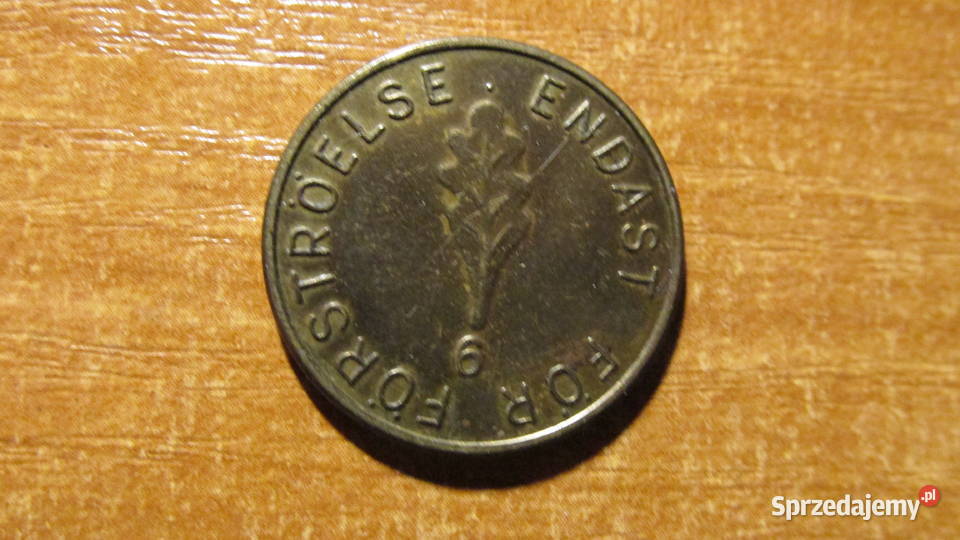 ENDAST FÖR FÖRSTRÖELSE ·
6
Sprzedajemy.pl